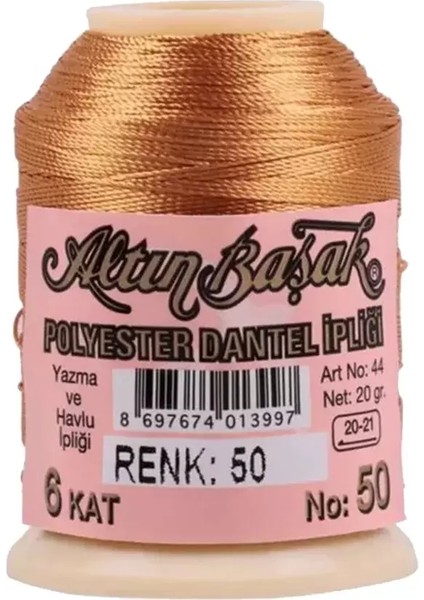 Altın Başak ®
POLYESTER DANTEL İPLİĞİ
Yazma
ve
Havlu
İpliği
8 697674 013997
Art No: 44
Net: 20 gr.
20-21
RENK: 50
6 KAT
No: 50